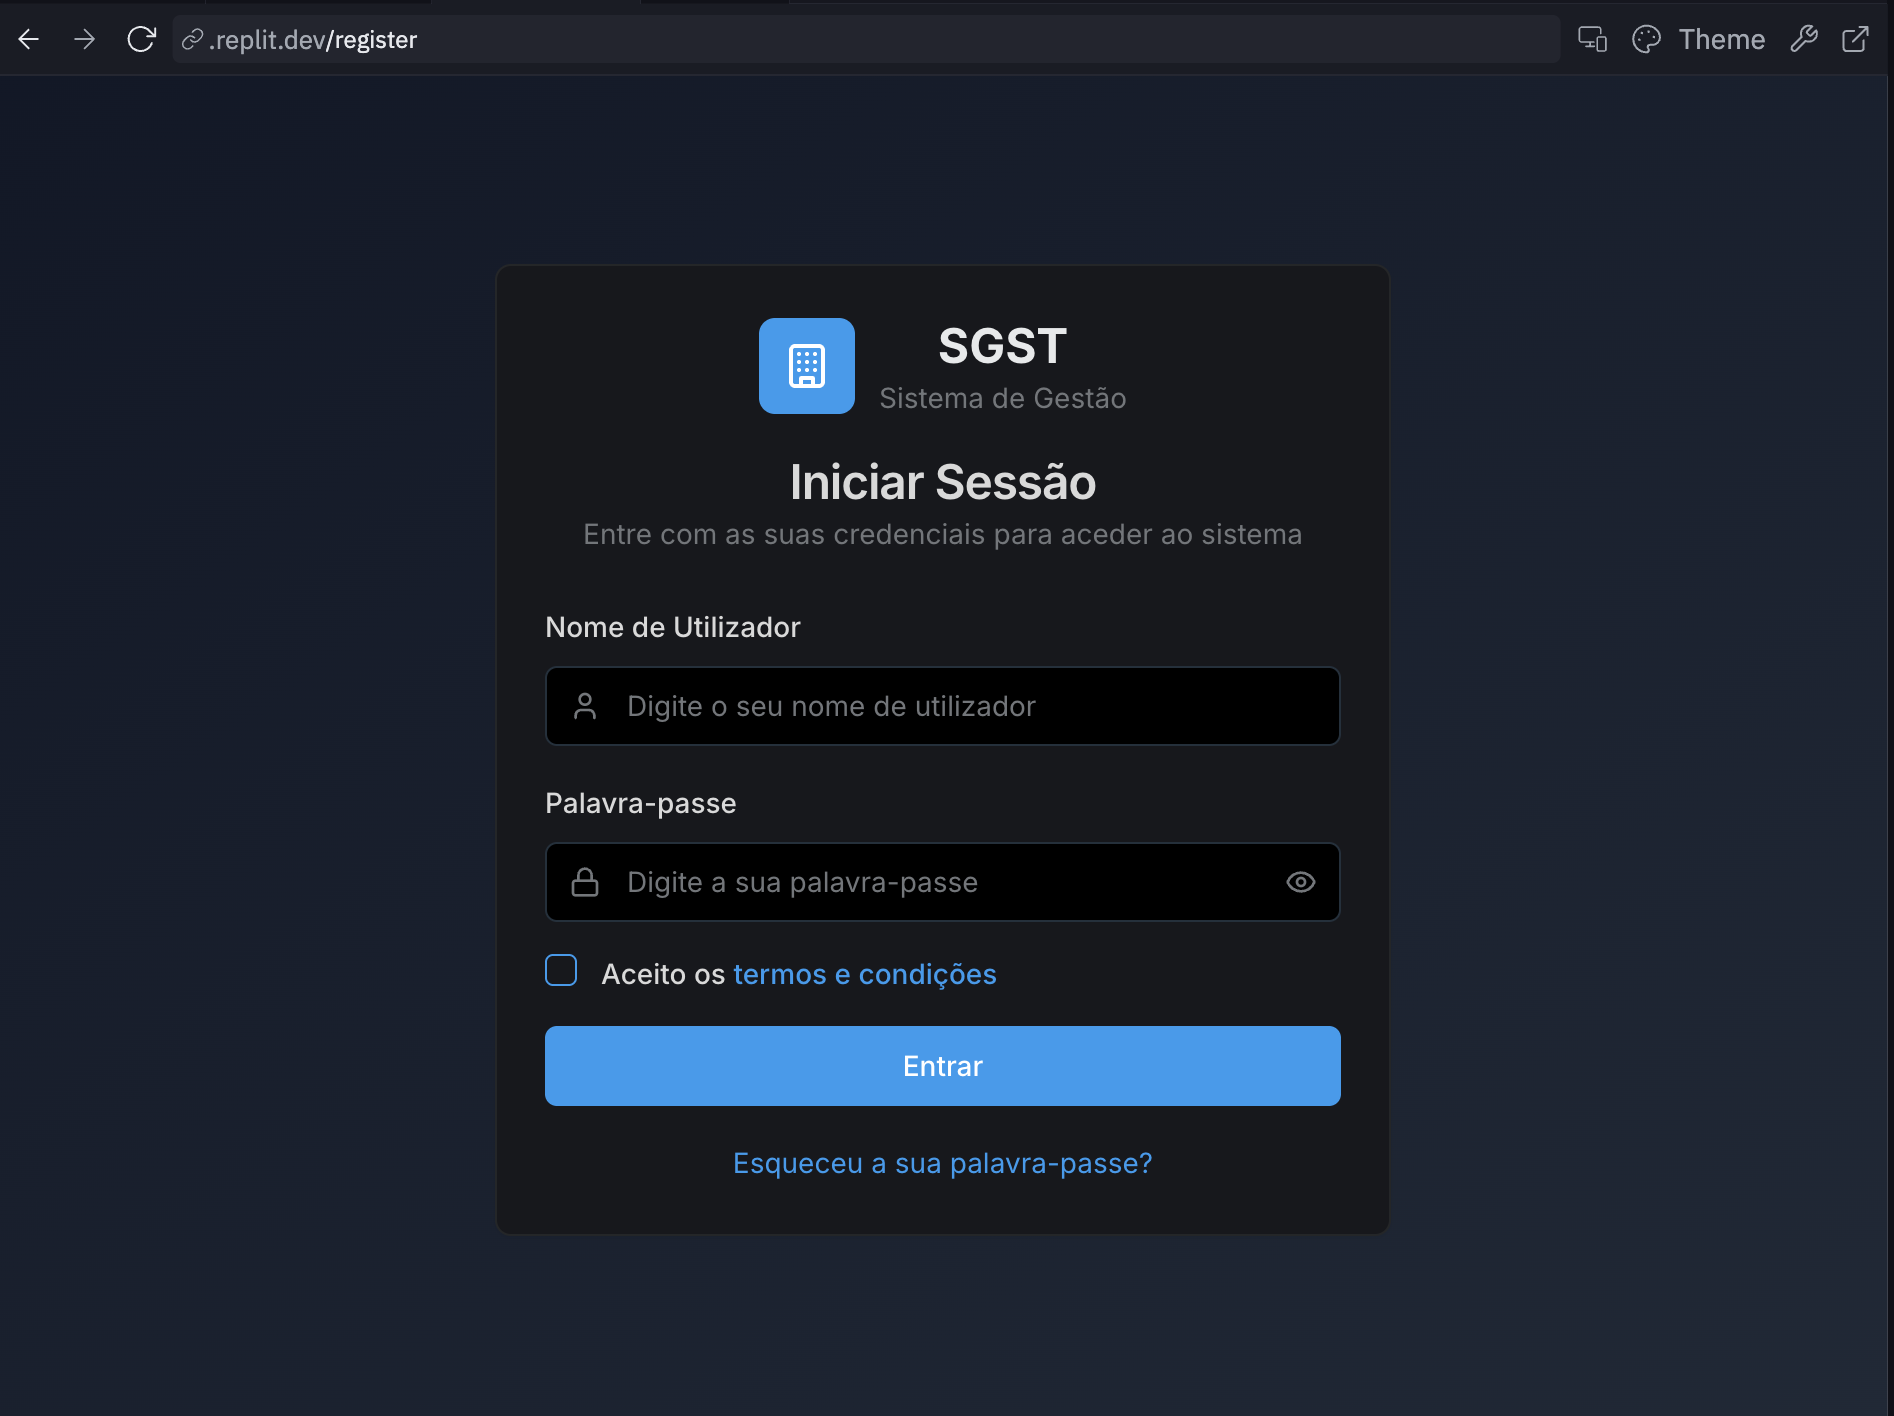 .replit.dev/register
Theme
SGST
Sistema de Gestão
Iniciar Sessão
Entre com as suas credenciais para aceder ao sistema
Nome de Utilizador
Digite o seu nome de utilizador
Palavra-passe
Digite a sua palavra-passe
Aceito os termos e condições
Entrar
Esqueceu a sua palavra-passe?